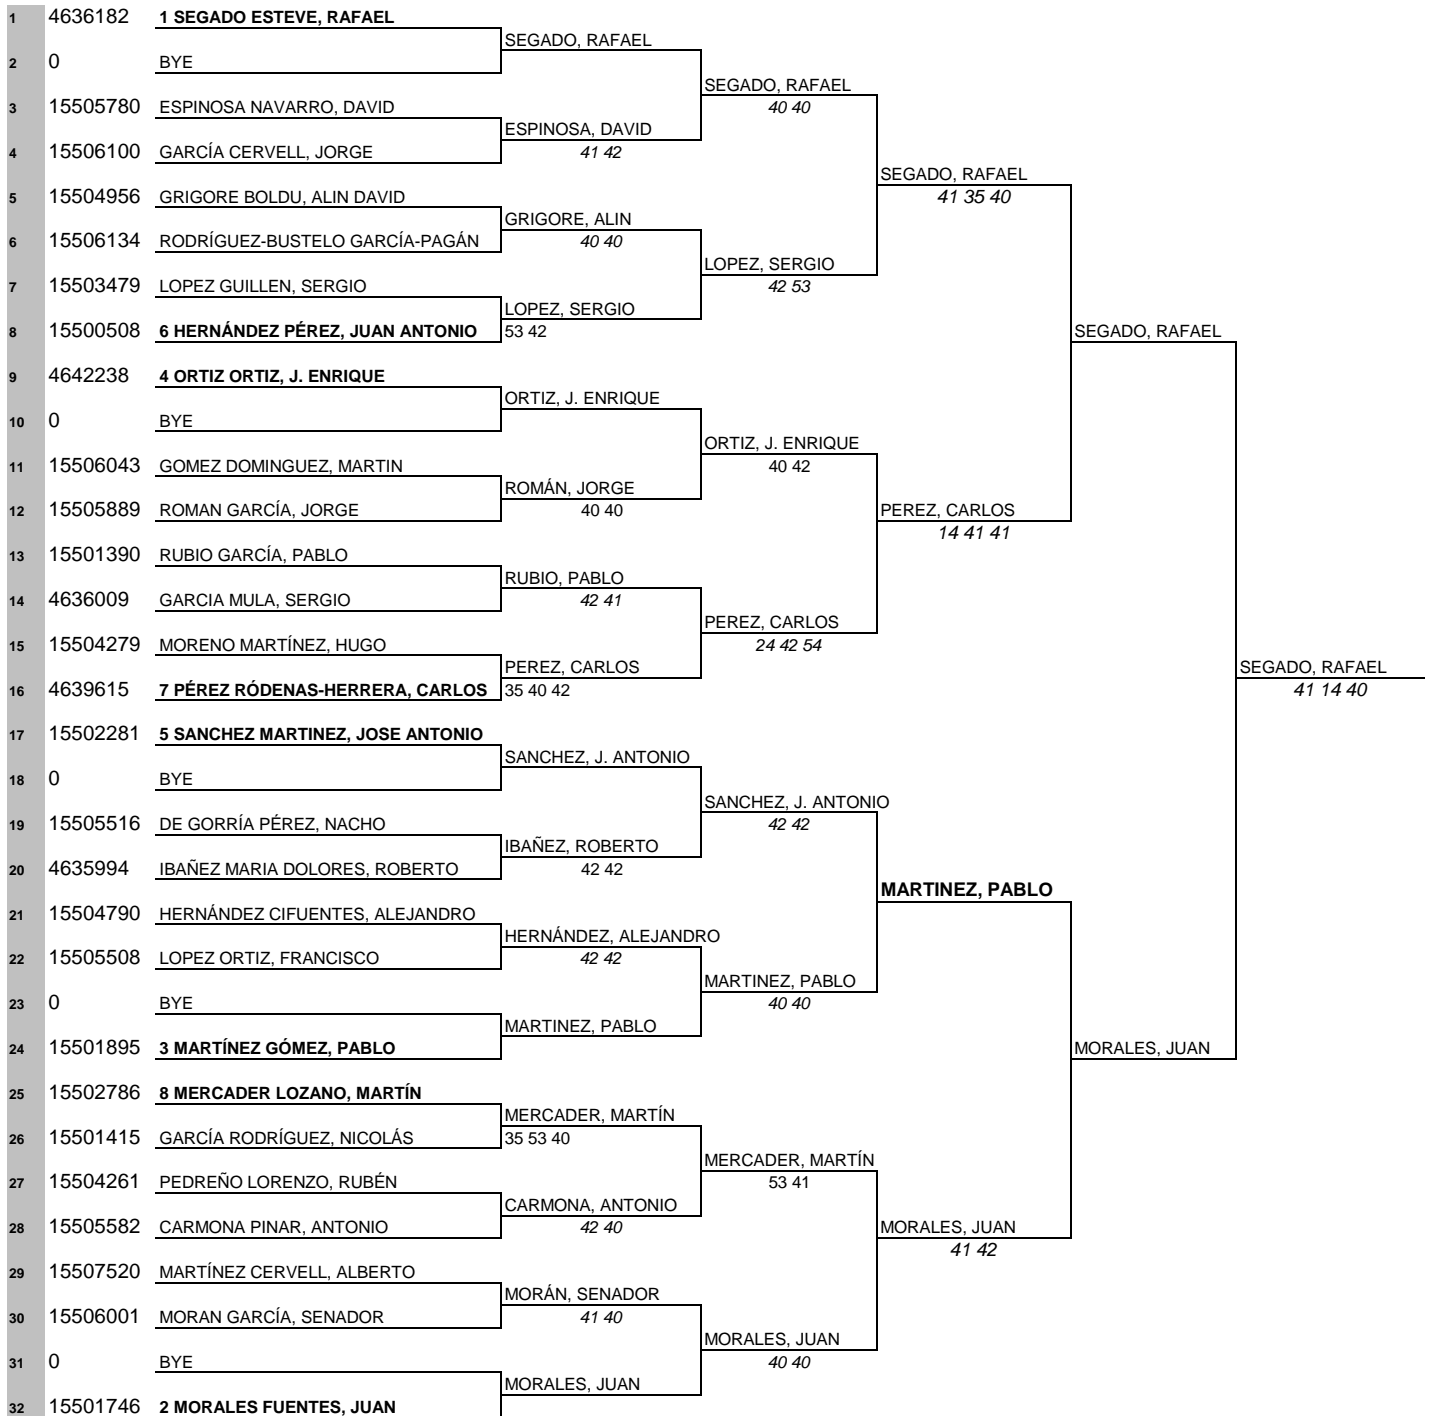 1 4636182 1 SEGADO ESTEVE, RAFAEL
SEGADO, RAFAEL
2 0 BYE
SEGADO, RAFAEL
3 15505780 ESPINOSA NAVARRO, DAVID
40 40
ESPINOSA, DAVID
4 15506100 GARCÍA CERVELL, JORGE
41 42
SEGADO, RAFAEL
5 15504956 GRIGORE BOLDU, ALIN DAVID
41 35 40
GRIGORE, ALIN
6 15506134 RODRÍGUEZ-BUSTELO GARCÍA-PAGÁN
40 40
LOPEZ, SERGIO
7 15503479 LOPEZ GUILLEN, SERGIO
42 53
LOPEZ, SERGIO
8 15500508 6 HERNÁNDEZ PÉREZ, JUAN ANTONIO
53 42
SEGADO, RAFAEL
9 4642238 4 ORTIZ ORTIZ, J. ENRIQUE
ORTIZ, J. ENRIQUE
10 0 BYE
ORTIZ, J. ENRIQUE
11 15506043 GOMEZ DOMINGUEZ, MARTIN
40 42
ROMÁN, JORGE
12 15505889 ROMAN GARCÍA, JORGE
40 40
PEREZ, CARLOS
14 41 41
13 15501390 RUBIO GARCÍA, PABLO
RUBIO, PABLO
14 4636009 GARCIA MULA, SERGIO
42 41
PEREZ, CARLOS
15 15504279 MORENO MARTÍNEZ, HUGO
24 42 54
PEREZ, CARLOS
SEGADO, RAFAEL
16 4639615 7 PÉREZ RÓDENAS-HERRERA, CARLOS
35 40 42
41 14 40
17 15502281 5 SANCHEZ MARTINEZ, JOSE ANTONIO
SANCHEZ, J. ANTONIO
18 0 BYE
SANCHEZ, J. ANTONIO
19 15505516 DE GORRÍA PÉREZ, NACHO
42 42
IBAÑEZ, ROBERTO
20 4635994 IBAÑEZ MARIA DOLORES, ROBERTO
42 42
MARTINEZ, PABLO
21 15504790 HERNÁNDEZ CIFUENTES, ALEJANDRO
HERNÁNDEZ, ALEJANDRO
22 15505508 LOPEZ ORTIZ, FRANCISCO
42 42
MARTINEZ, PABLO
23 0 BYE
40 40
MARTINEZ, PABLO
24 15501895 3 MARTÍNEZ GÓMEZ, PABLO
MORALES, JUAN
25 15502786 8 MERCADER LOZANO, MARTÍN
MERCADER, MARTÍN
26 15501415 GARCÍA RODRÍGUEZ, NICOLÁS
35 53 40
MERCADER, MARTÍN
27 15504261 PEDREÑO LORENZO, RUBÉN
53 41
CARMONA, ANTONIO
28 15505582 CARMONA PINAR, ANTONIO
42 40
MORALES, JUAN
41 42
29 15507520 MARTÍNEZ CERVELL, ALBERTO
MORÁN, SENADOR
30 15506001 MORAN GARCÍA, SENADOR
41 40
MORALES, JUAN
31 0 BYE
40 40
MORALES, JUAN
32 15501746 2 MORALES FUENTES, JUAN